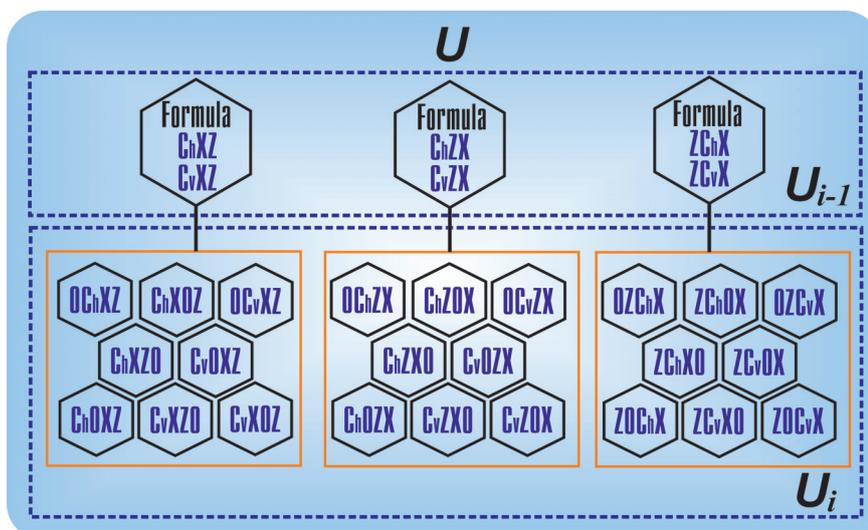 U
Formula
ChXZ
CvXZ
Formula
ChZX
CvZX
Formula
ZChX
ZCvX
Ui-1
OChXZ ChXOZ OCvXZ
ChXZO CvOXZ
ChOXZ CvXZO CvXOZ
OChZX ChZOX OCvZX
ChZXO CvOZX
ChOZX CvZXO CvZOX
OZChX ZChOX OZCvX
ZChXO ZCvOX
ZOChX ZCvXO ZOCvX
Ui